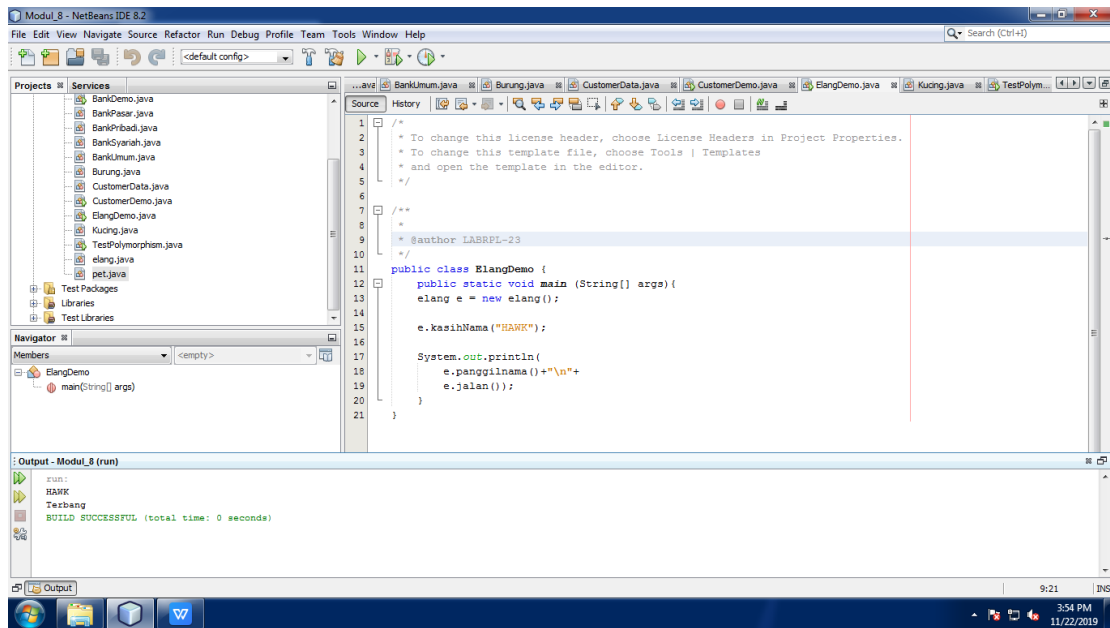 Modul_8 - NetBeans IDE 8.2
File Edit View Navigate Source Refactor Run Debug Profile Team Tools Window Help
Search (Ctrl+I)
<default config>
Projects Services
BankDemo.java
BankPasar.java
BankPribadi.java
BankSyariah.java
BankUmum.java
Burung.java
CustomerData.java
CustomerDemo.java
ElangDemo.java
Kucing.java
TestPolymorphism.java
elang.java
pet.java
Test Packages
Libraries
Test Libraries
Navigator
Members <empty>
ElangDemo
main(String[] args)
...ava BankUmum.java Burung.java CustomerData.java CustomerDemo.java ElangDemo.java Kucing.java TestPolym...
Source History
1 /*
2 * To change this license header, choose License Headers in Project Properties.
3 * To change this template file, choose Tools | Templates
4 * and open the template in the editor.
5 */
6
7 /**
8 *
9 * @author LABRPL-23
10 */
11 public class ElangDemo {
12 public static void main (String[] args){
13 elang e = new elang();
14
15 e.kasihNama("HAWK");
16
17 System.out.println(
18 e.panggilnama()+"\n"+
19 e.jalan());
20 }
21 }
Output - Modul_8 (run)
run:
HAWK
Terbang
BUILD SUCCESSFUL (total time: 0 seconds)
Output
9:21 INS
3:54 PM
11/22/2019